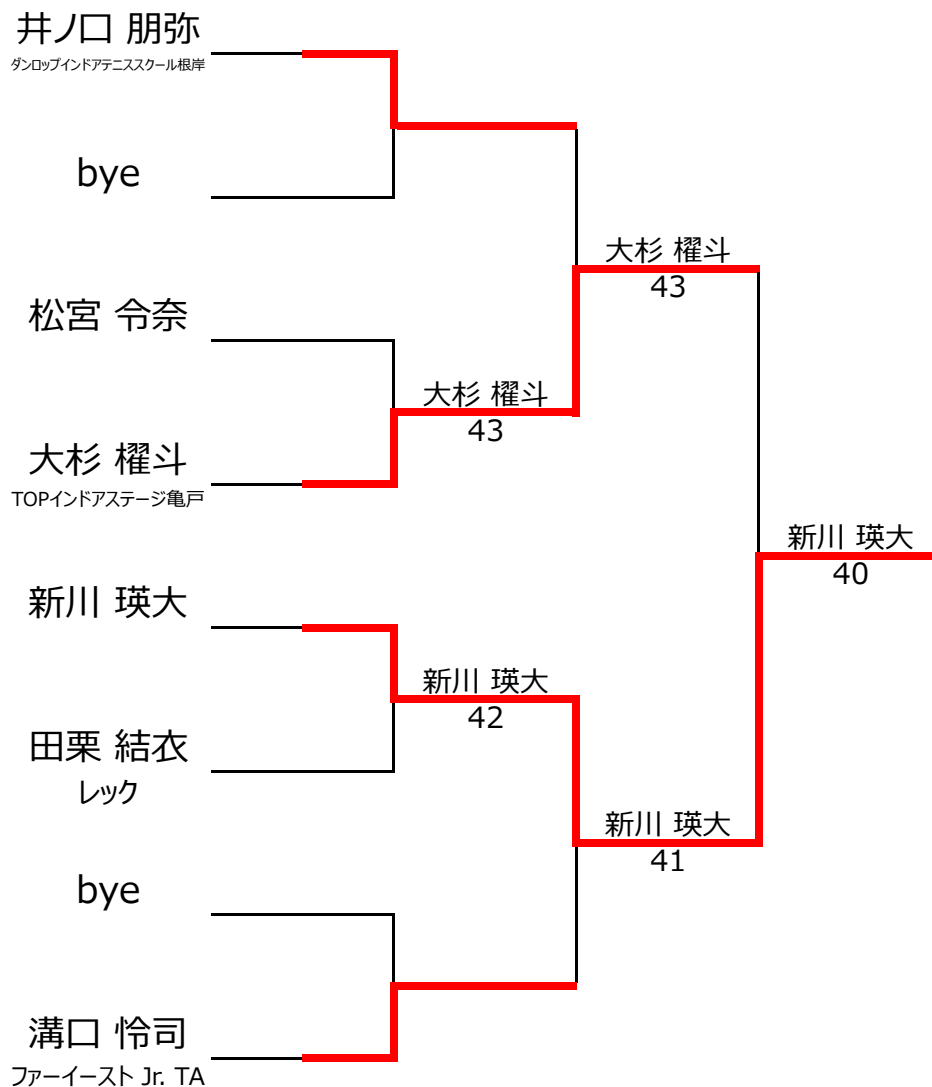 井ノ口 朋弥
ダンロップインドアテニススクール根岸
bye
松宮 令奈
大杉 櫂斗
TOPインドアステージ亀戸
新川 瑛大
田栗 結衣
レック
bye
溝口 怜司
ファーイースト Jr. TA
大杉 櫂斗
43
新川 瑛大
42
大杉 櫂斗
43
新川 瑛大
41
新川 瑛大
40